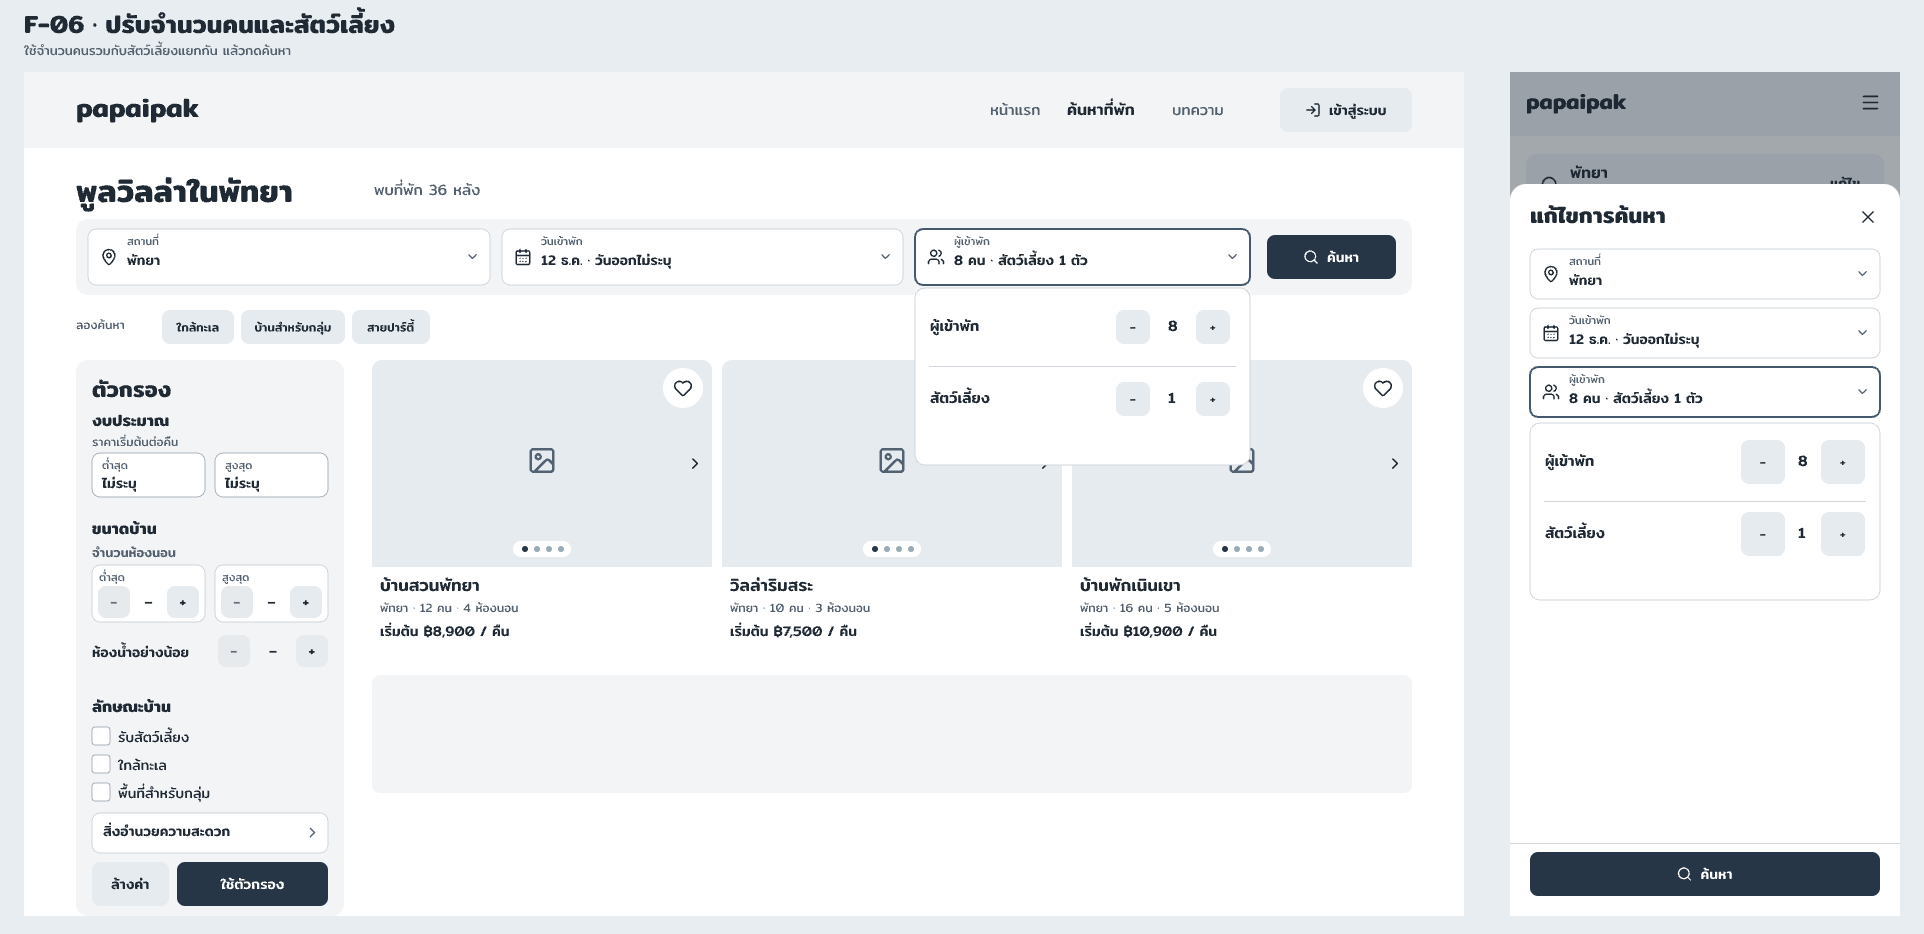 F-06 · ปรับจำนวนคนและสัตว์เลี้ยง
ใช้จำนวนคนรวมกับสัตว์เลี้ยงแยกกัน แล้วกดค้นหา
papaipak
หน้าแรก
ค้นหาที่พัก
บทความ
เข้าสู่ระบบ
พูลวิลล่าในพัทยา
พบที่พัก 36 หลัง
สถานที่
พัทยา
วันเข้าพัก
12 ธ.ค. · วันออกไม่ระบุ
ผู้เข้าพัก
8 คน · สัตว์เลี้ยง 1 ตัว
ค้นหา
ผู้เข้าพัก
- 8 +
สัตว์เลี้ยง
- 1 +
ลองค้นหา
ใกล้ทะเล
บ้านสำหรับกลุ่ม
สายปาร์ตี้
ตัวกรอง
งบประมาณ
ราคาเริ่มต้นต่อคืน
ต่ำสุด
ไม่ระบุ
สูงสุด
ไม่ระบุ
ขนาดบ้าน
จำนวนห้องนอน
ต่ำสุด
- – +
สูงสุด
- – +
ห้องน้ำอย่างน้อย
- – +
ลักษณะบ้าน
รับสัตว์เลี้ยง
ใกล้ทะเล
พื้นที่สำหรับกลุ่ม
สิ่งอำนวยความสะดวก
ล้างค่า
ใช้ตัวกรอง
บ้านสวนพัทยา
พัทยา · 12 คน · 4 ห้องนอน
เริ่มต้น ฿8,900 / คืน
วิลล่าริมสระ
พัทยา · 10 คน · 3 ห้องนอน
เริ่มต้น ฿7,500 / คืน
บ้านพักเนินเขา
พัทยา · 16 คน · 5 ห้องนอน
เริ่มต้น ฿10,900 / คืน
papaipak
พัทยา
แก้ไข
แก้ไขการค้นหา
สถานที่
พัทยา
วันเข้าพัก
12 ธ.ค. · วันออกไม่ระบุ
ผู้เข้าพัก
8 คน · สัตว์เลี้ยง 1 ตัว
ผู้เข้าพัก
- 8 +
สัตว์เลี้ยง
- 1 +
ค้นหา